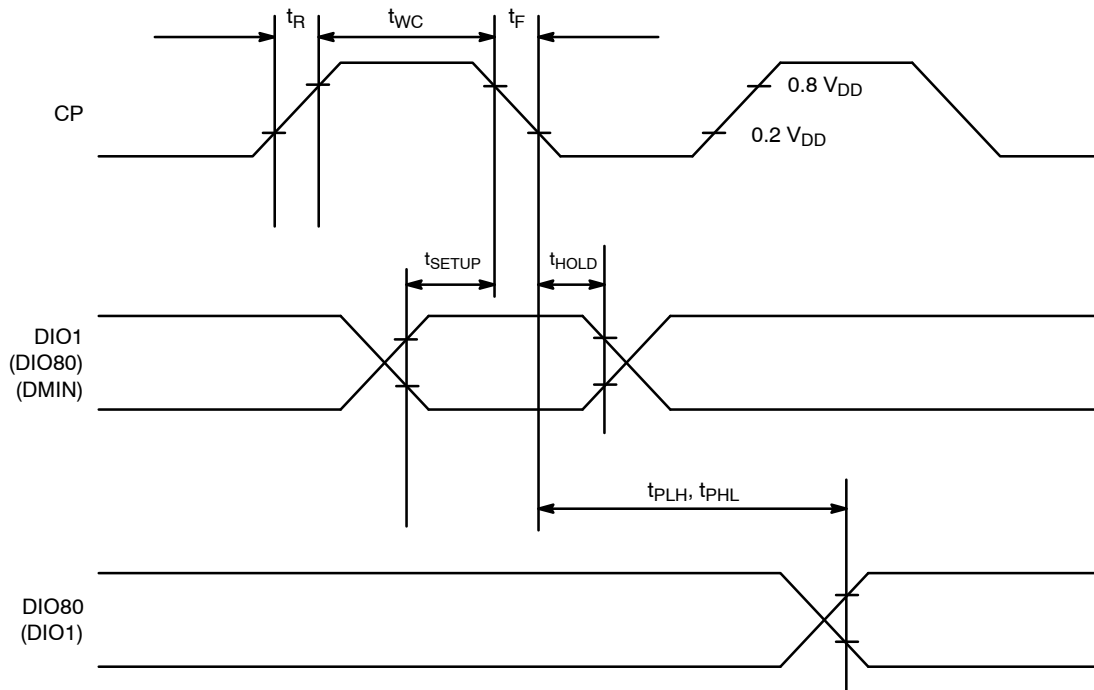 tR
tWC
tF
CP
0.8 VDD
0.2 VDD
tSETUP
tHOLD
DIO1
(DIO80)
(DMIN)
tPLH, tPHL
DIO80
(DIO1)